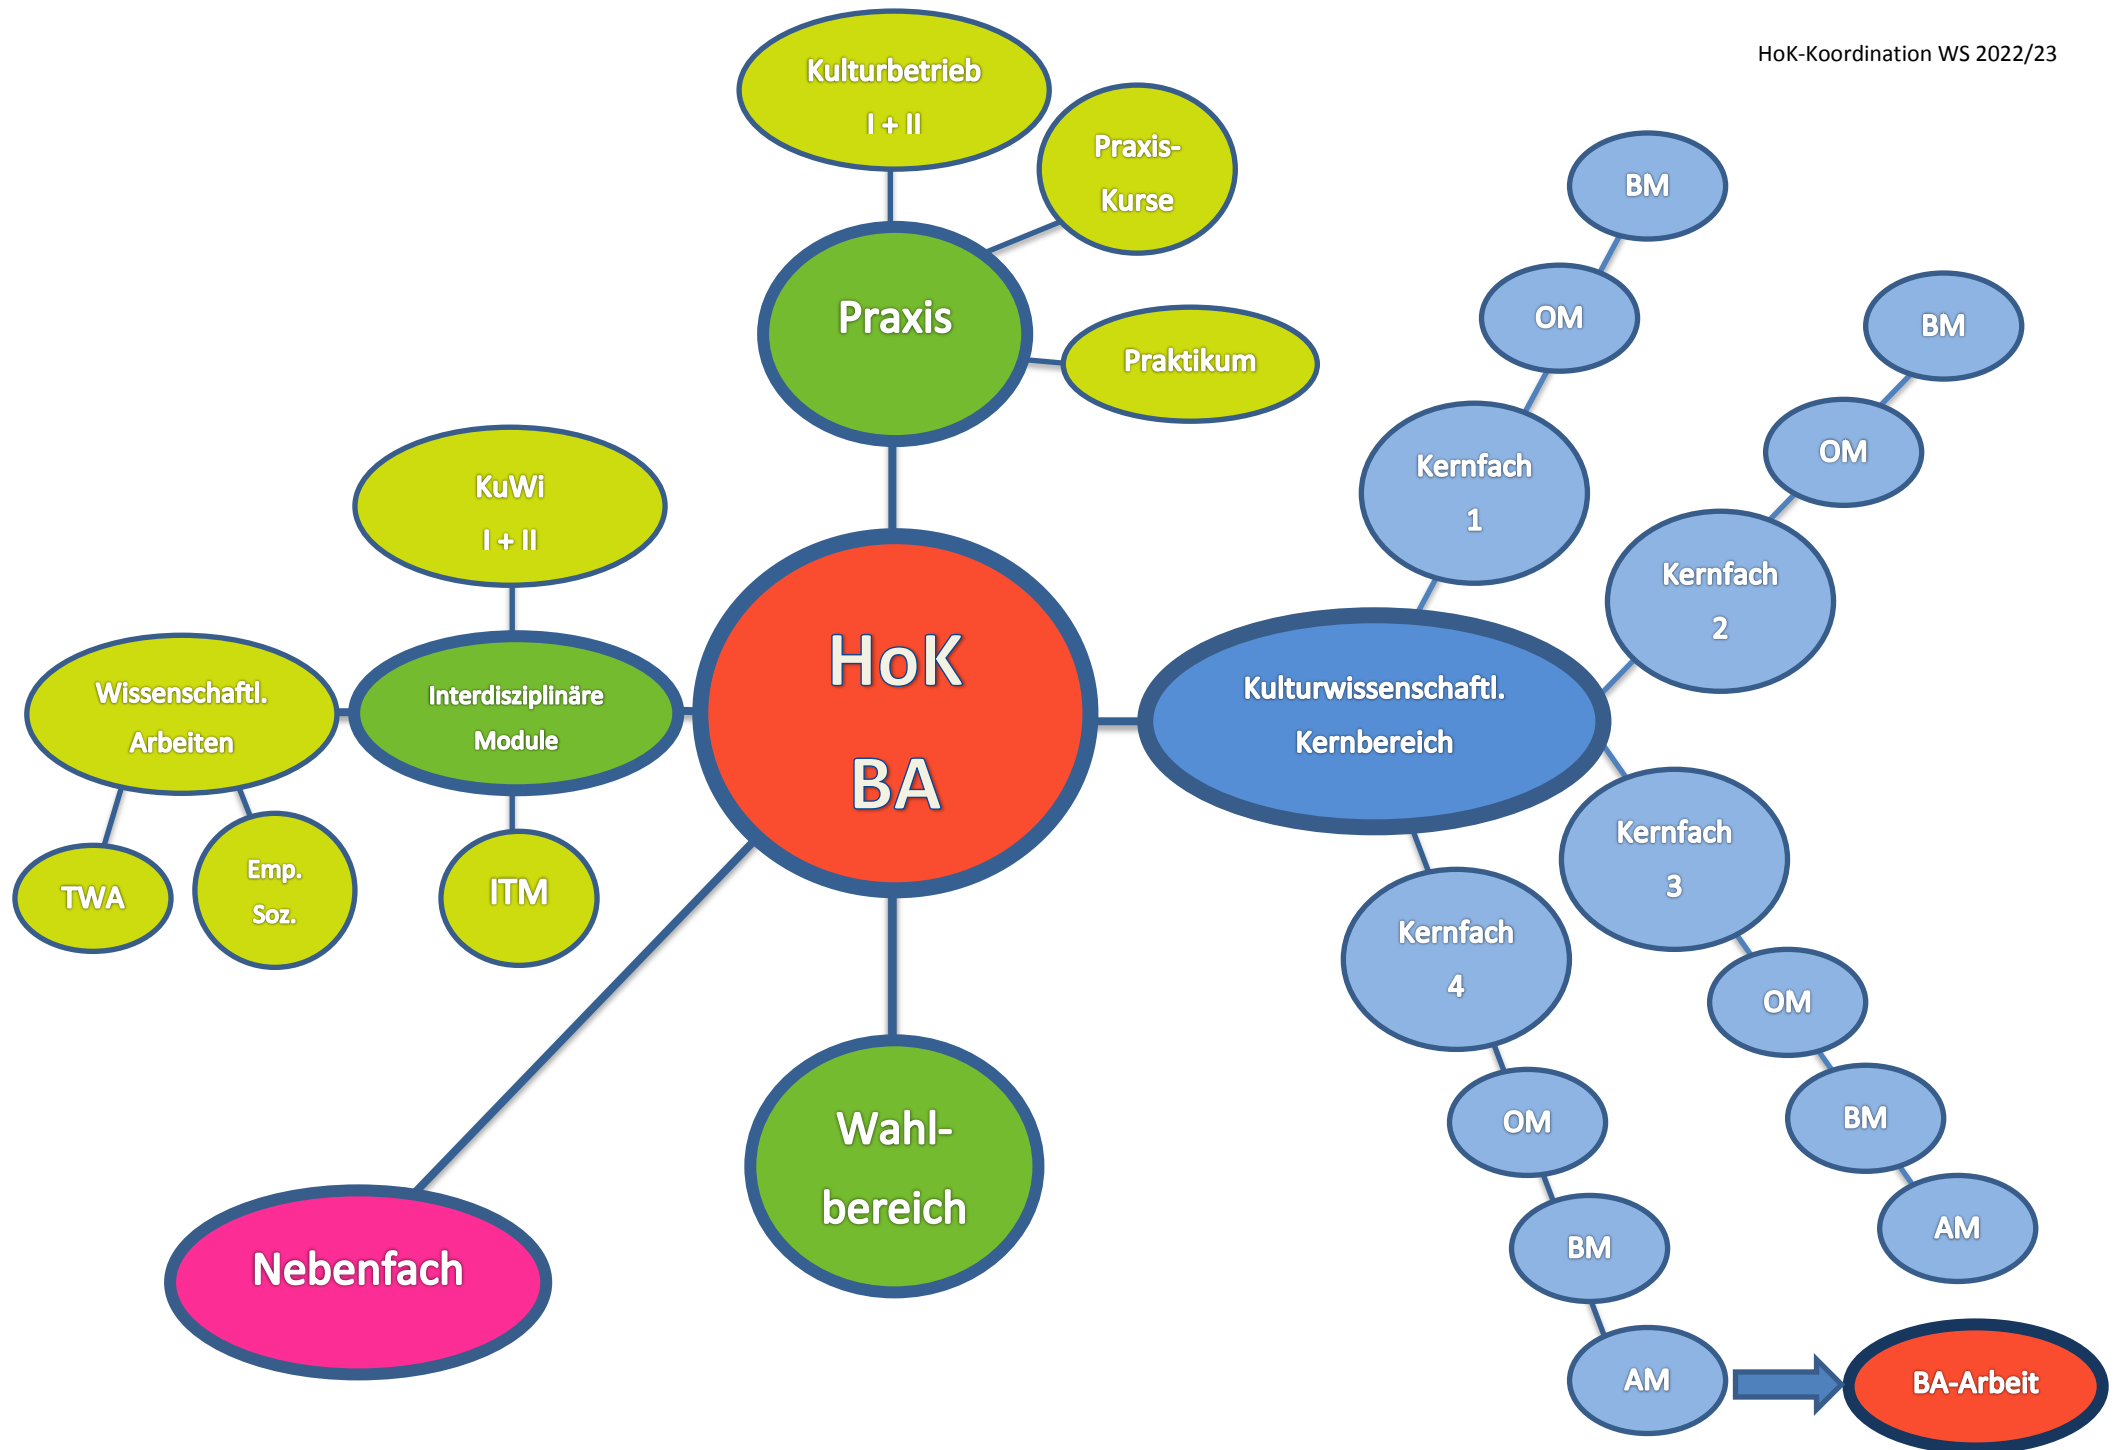 HoK-Koordination WS 2022/23
Kulturbetrieb
I + II
Praxis-
Kurse
Praxis
Praktikum
KuWi
I + II
Wissenschaftl.
Arbeiten
Interdisziplinäre
Module
TWA
Emp.
Soz.
ITM
HoK
BA
Nebenfach
Wahl-
bereich
Kulturwissenschaftl.
Kernbereich
Kernfach
1
OM
BM
Kernfach
2
OM
BM
Kernfach
3
OM
BM
AM
Kernfach
4
OM
BM
AM
BA-Arbeit